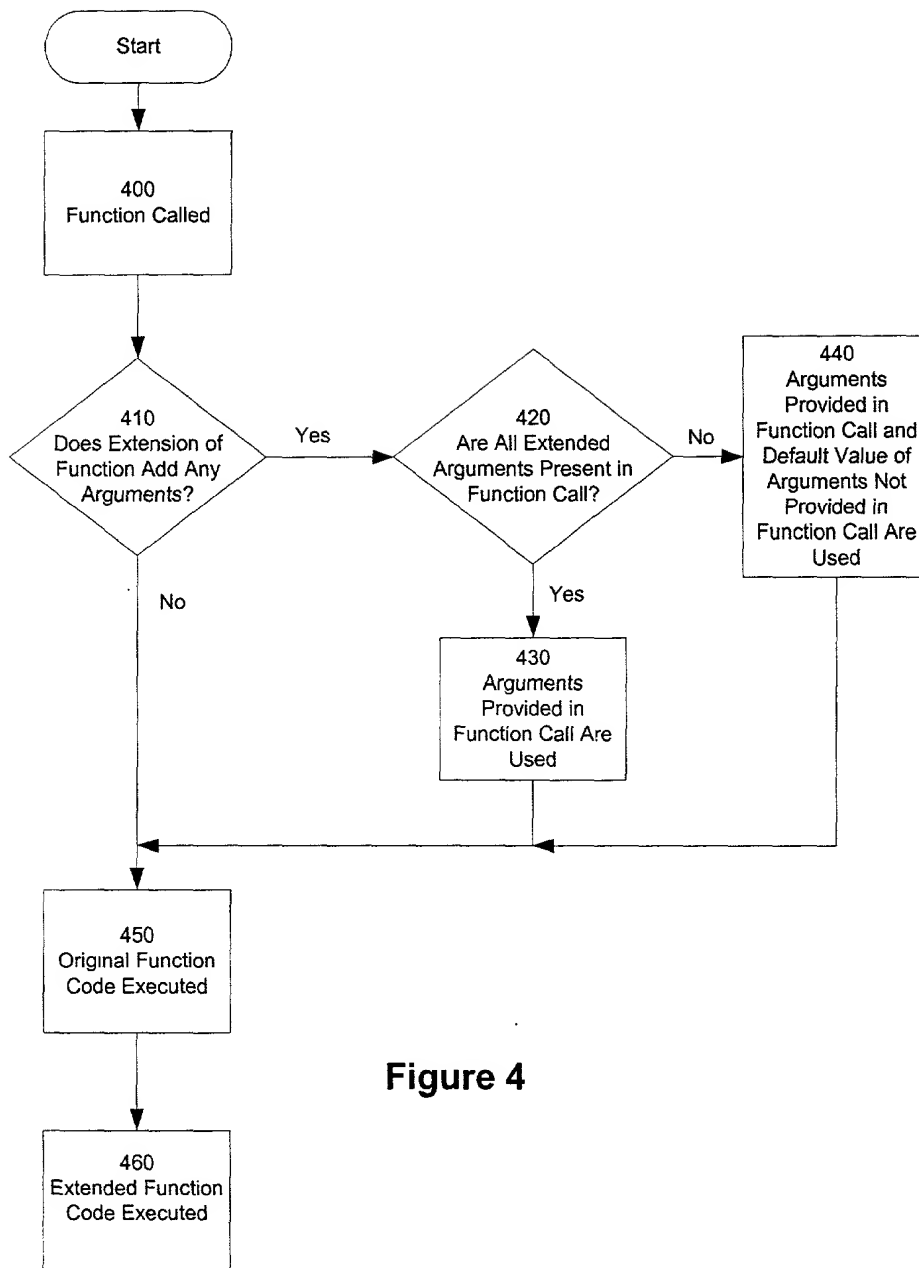 Start
400
Function Called
410
Does Extension of
Function Add Any
Arguments?
Yes
420
Are All Extended
Arguments Present in
Function Call?
No
440
Arguments
Provided in
Function Call and
Default Value of
Arguments Not
Provided in
Function Call Are
Used
No
Yes
430
Arguments
Provided in
Function Call Are
Used
450
Original Function
Code Executed
Figure 4
460
Extended Function
Code Executed